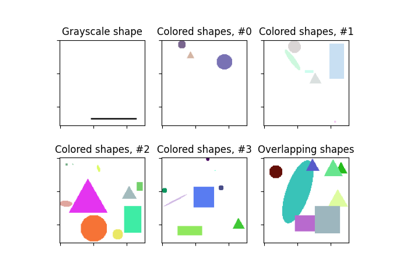 Grayscale shape
Colored shapes, #0
Colored shapes, #1
Colored shapes, #2
Colored shapes, #3
Overlapping shapes